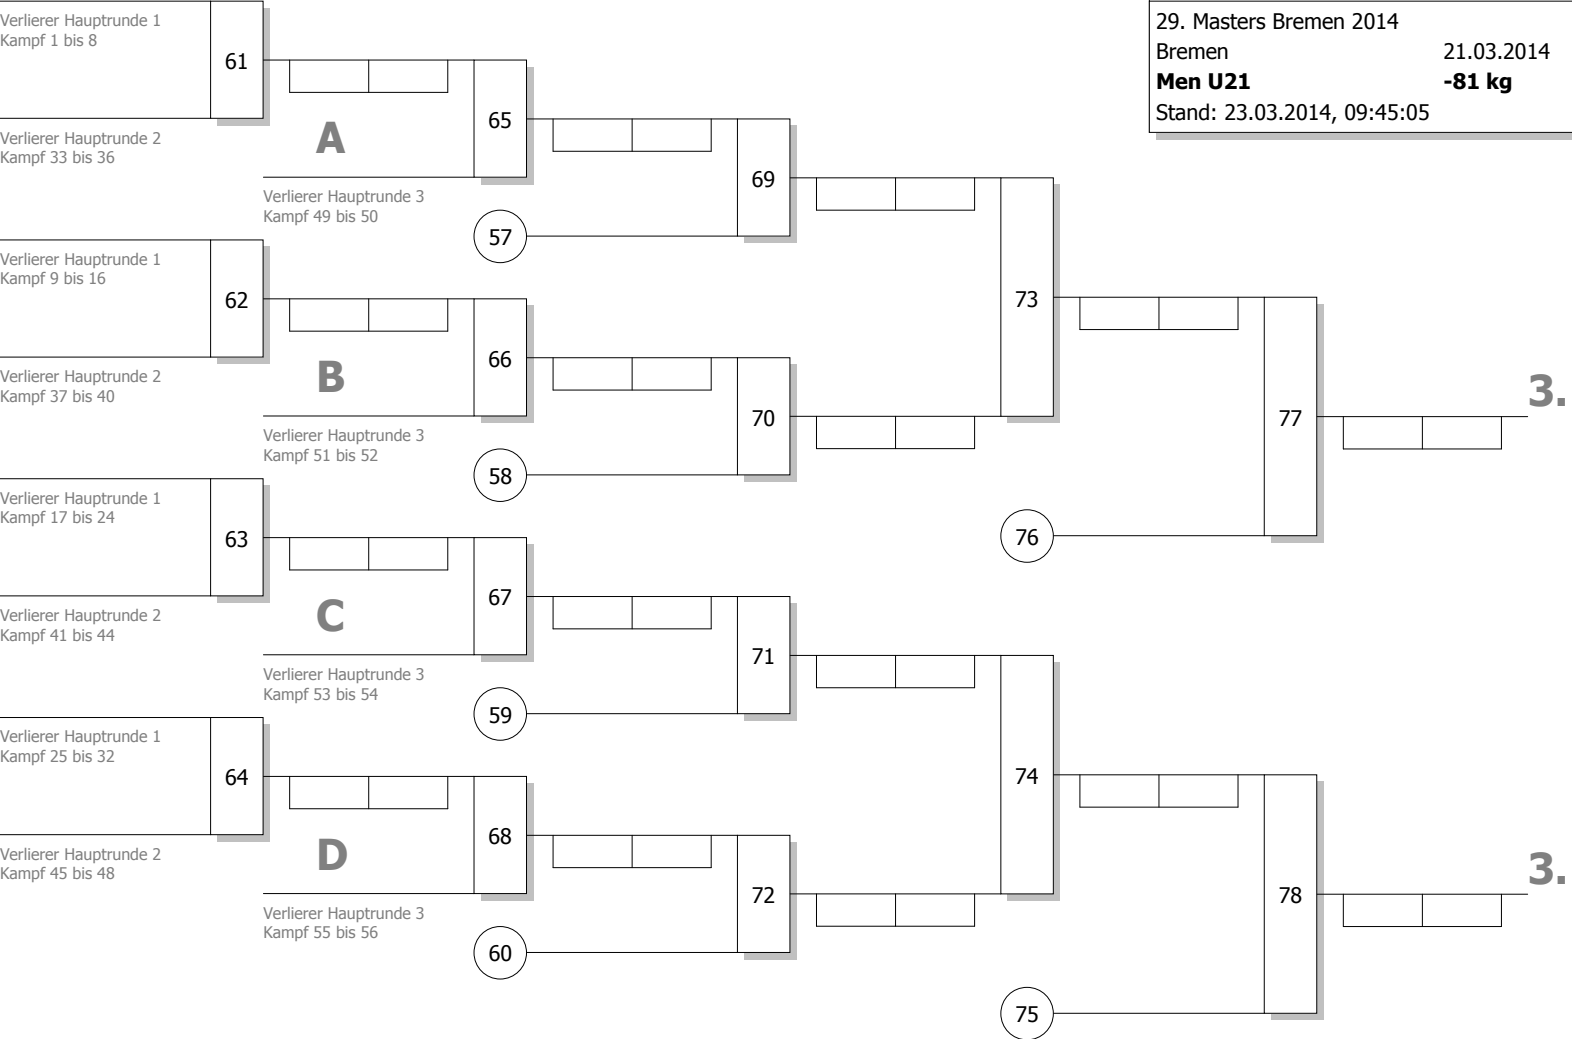 29. Masters Bremen 2014
Bremen 21.03.2014
Men U21 -81 kg
Stand: 23.03.2014, 09:45:05
Verlierer Hauptrunde 1
Kampf 1 bis 8
61
Verlierer Hauptrunde 2
Kampf 33 bis 36
A
65
Verlierer Hauptrunde 3
Kampf 49 bis 50
57
69
Verlierer Hauptrunde 1
Kampf 9 bis 16
62
Verlierer Hauptrunde 2
Kampf 37 bis 40
B
66
Verlierer Hauptrunde 3
Kampf 51 bis 52
58
70
73
Verlierer Hauptrunde 1
Kampf 17 bis 24
63
Verlierer Hauptrunde 2
Kampf 41 bis 44
C
67
Verlierer Hauptrunde 3
Kampf 53 bis 54
59
71
76
77
3.
Verlierer Hauptrunde 1
Kampf 25 bis 32
64
Verlierer Hauptrunde 2
Kampf 45 bis 48
D
68
Verlierer Hauptrunde 3
Kampf 55 bis 56
60
72
74
75
78
3.